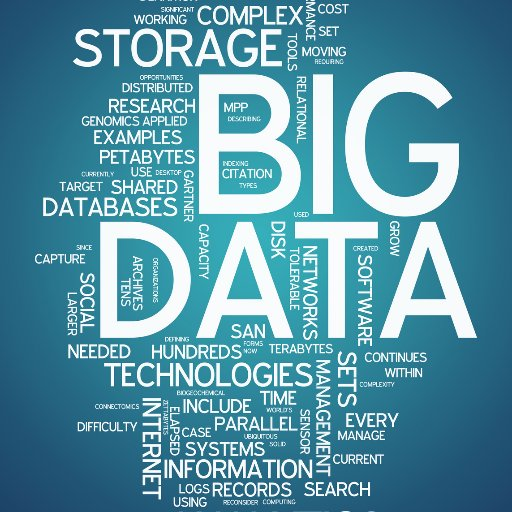 SIGNIFICANT
COST
WORKING
COMPLEX
SET
STORAGE
TOOLS
MOVING
REQUIRING
OPPORTUNITIES
DISTRIBUTED
RELATIONAL
BIG
RESEARCH
MPP
GENOMICS APPLIED
DESCRIBING
EXAMPLES
PETABYTES
INDEXING
CURRENTLY
USE DESKTOP
CITATION
TARGET SHARED
GARTNER
TYPES
DATABASES
USED
DATA
CAPACITY
DISK
GROW
SINCE
CREATED
CAPTURE
ARCHIVES
ORGANIZATIONS
TENS
TOLERABLE
NETWORKS
SOFTWARE
SOCIAL
LARGER
SAN
DEFINING
FORMS
NEEDED
HUNDREDS
NOW
TERABYTES
SETS
CONTINUES
TECHNOLOGIES
MANAGEMENT
WITHIN
COMPLEXITY
BIOGEOCHEMICAL
TIME
CONNECTOMICS
INTERNET
ZETTABYTES
ELAPSED
INCLUDE
WORLD'S
SENSOR
EVERY
DIFFICULTY
CASE
PARALLEL
UBIQUITOUS
MANAGE
SYSTEMS
SOLID
INFORMATION
CURRENT
LOGS RECORDS
SEARCH
USING
RECONSIDER
COMPUTING